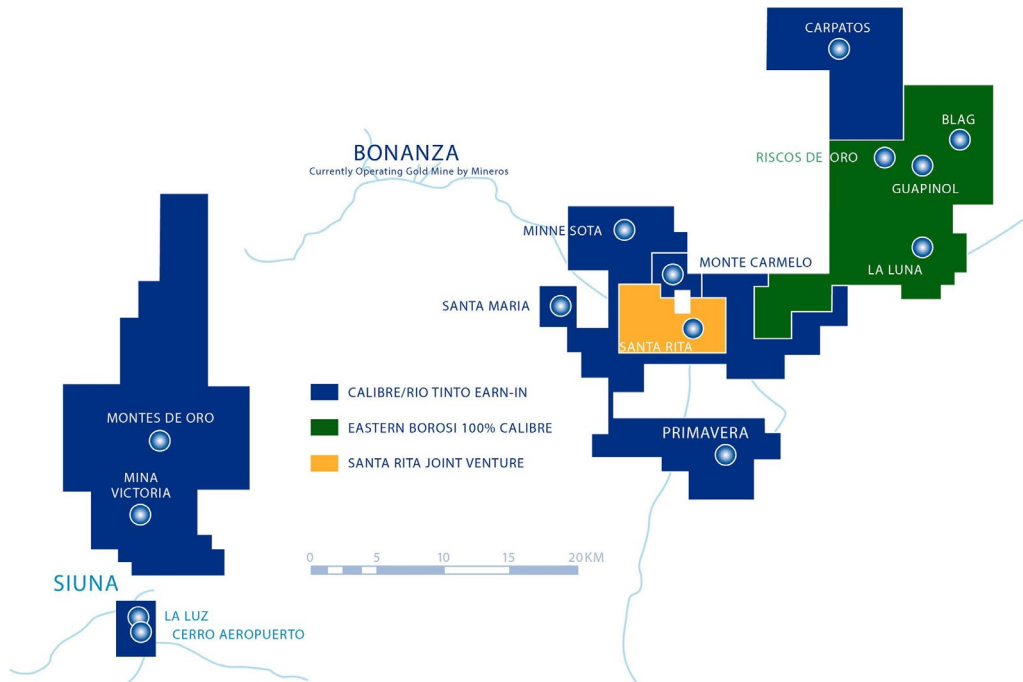 CARPATOS
BLAG
BONANZA
Currently Operating Gold Mine by Mineros
RISCOS DE ORO
GUAPINOL
MINNE SOTA
MONTE CARMELO
LA LUNA
SANTA MARIA
SANTA RITA
CALIBRE/RIO TINTO EARN-IN
EASTERN BOROSI 100% CALIBRE
SANTA RITA JOINT VENTURE
MONTES DE ORO
PRIMAVERA
MINA
VICTORIA
0 5 10 15 20 KM
SIUNA
LA LUZ
CERRO AEROPUERTO